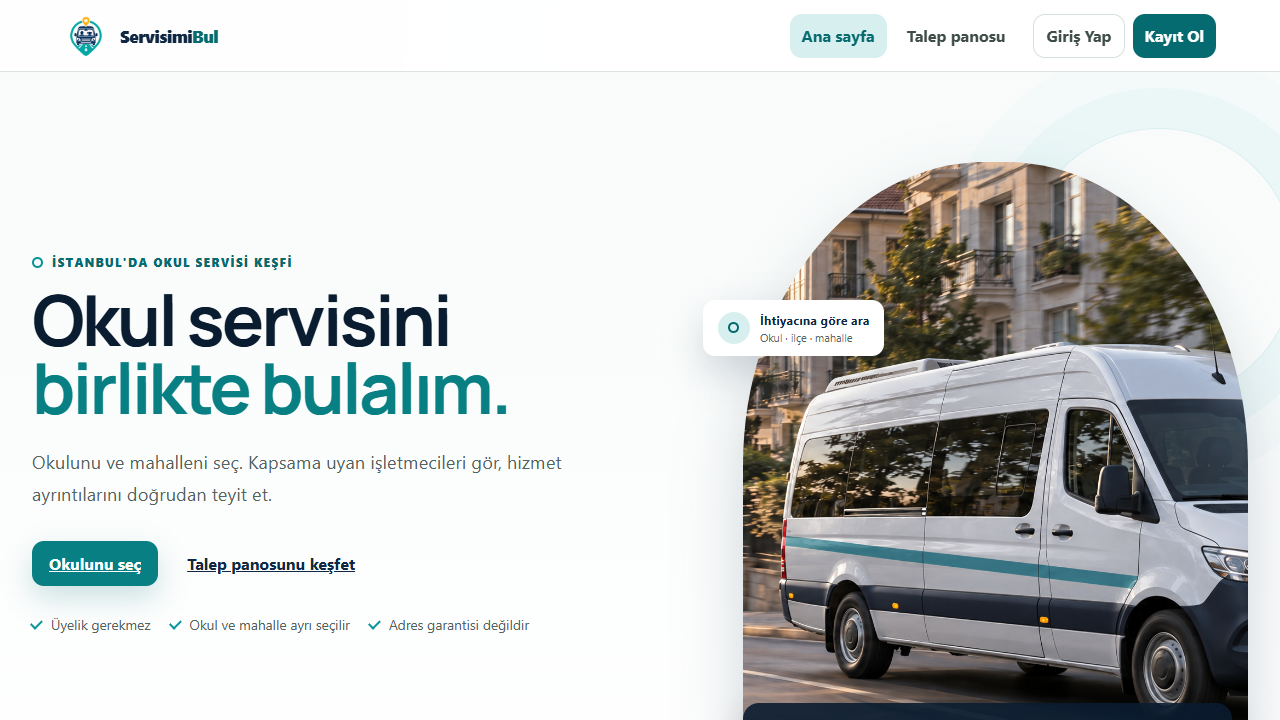 ServisimiBul
Ana sayfa
Talep panosu
Giriş Yap
Kayıt Ol
İSTANBUL'DA OKUL SERVİSİ KEŞFİ
Okul servisini
birlikte bulalım.
Okulunu ve mahalleni seç. Kapsama uyan işletmecileri gör, hizmet
ayrıntılarını doğrudan teyit et.
Okulunu seç
Talep panosunu keşfet
Üyelik gerekmez
Okul ve mahalle ayrı seçilir
Adres garantisi değildir
İhtiyacına göre ara
Okul · ilçe · mahalle